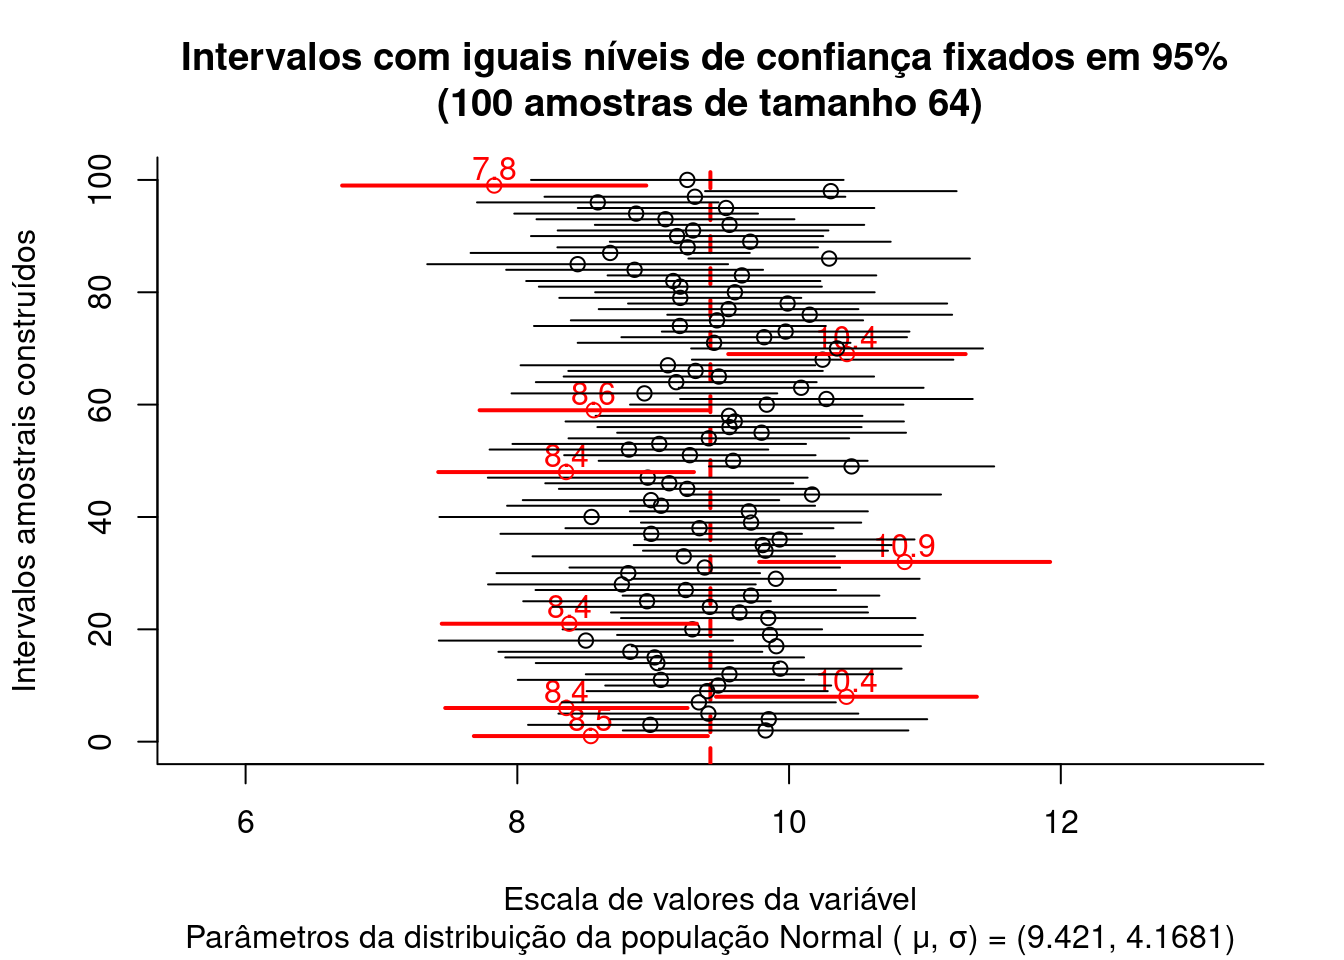 Intervalos com iguais níveis de confiança fixados em 95%
(100 amostras de tamanho 64)
Intervalos amostrais construídos
100
80
60
40
20
0
7.8
10.4
8.6
8.4
10.9
8.4
10.4
8.4
8.5
6 8 10 12
Escala de valores da variável
Parâmetros da distribuição da população Normal ( μ, σ) = (9.421, 4.1681)